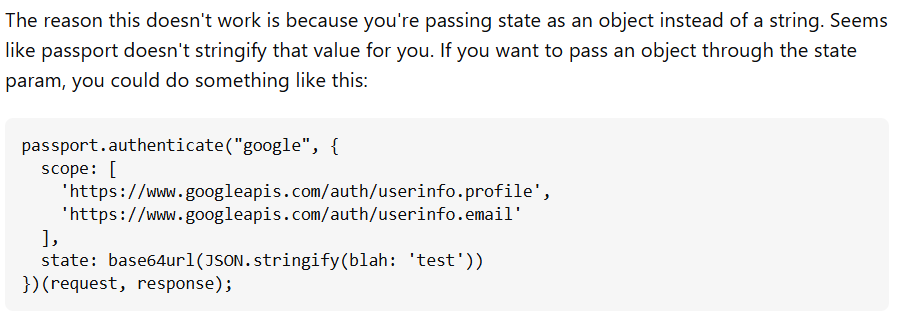 The reason this doesn't work is because you're passing state as an object instead of a string. Seems
like passport doesn't stringify that value for you. If you want to pass an object through the state
param, you could do something like this:
passport.authenticate("google", {
  scope: [
    'https://www.googleapis.com/auth/userinfo.profile',
    'https://www.googleapis.com/auth/userinfo.email'
  ],
  state: base64url(JSON.stringify(blah: 'test'))
})(request, response);